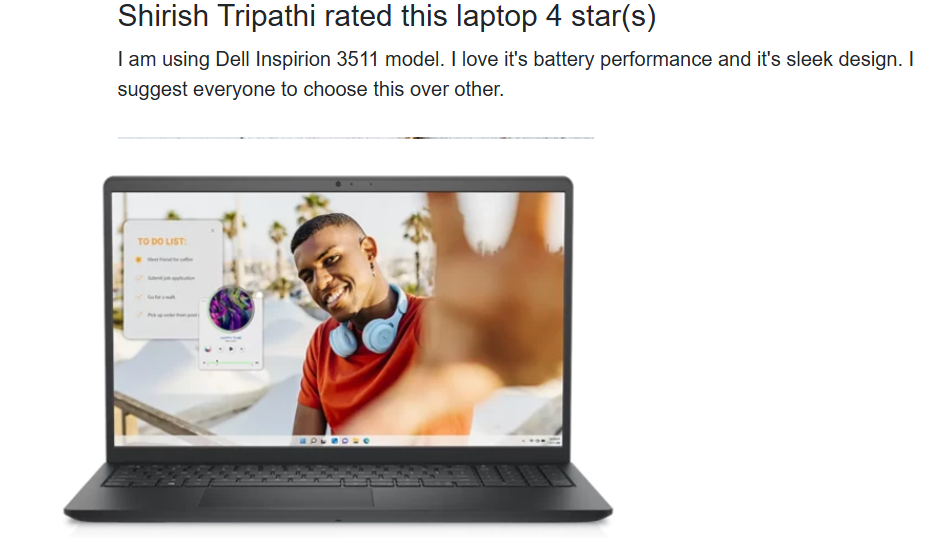 Shirish Tripathi rated this laptop 4 star(s)
I am using Dell Inspirion 3511 model. I love it's battery performance and it's sleek design. I
suggest everyone to choose this over other.
TO DO LIST:
Meet friend for coffee
Submit job application
Go for a walk
Pick up order from post